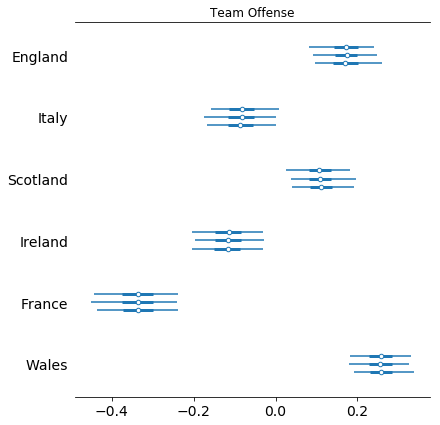 Team Offense
England
Italy
Scotland
Ireland
France
Wales
−0.4 −0.2 0.0 0.2